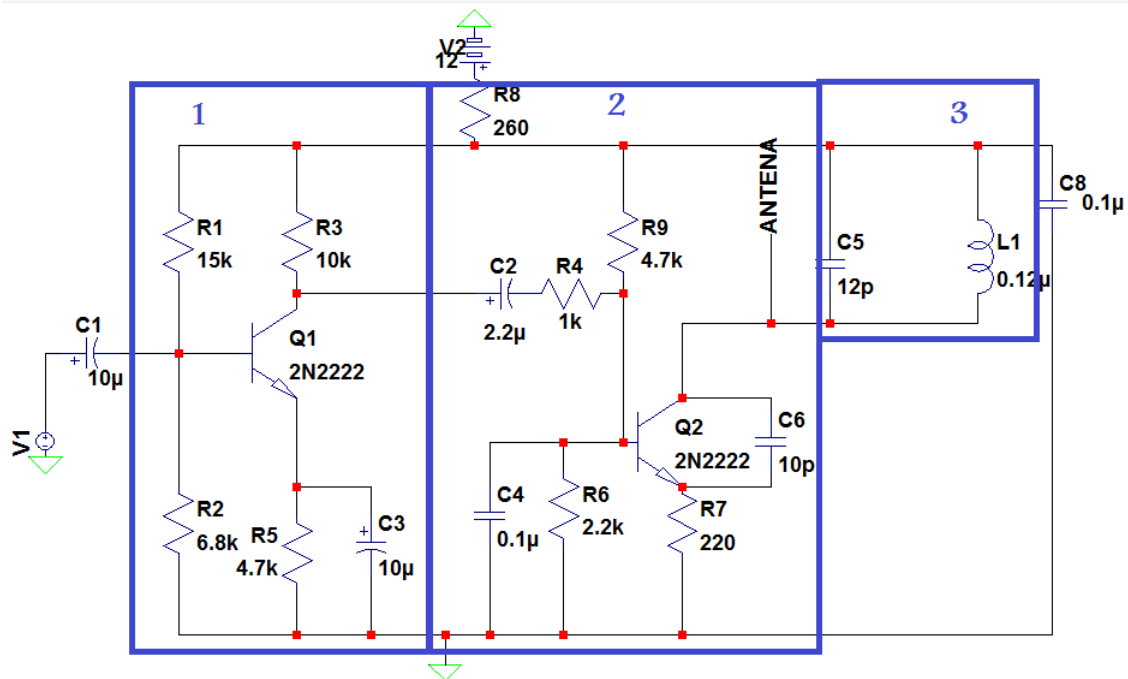 V2
12
R8
260
1
2
3
ANTENA
C8
0.1µ
R1
15k
R3
10k
R9
4.7k
C5
12p
L1
0.12µ
C2
2.2µ
R4
1k
C1
10µ
Q1
2N2222
V1
Q2
2N2222
C6
10p
R2
6.8k
R5
4.7k
C3
10µ
C4
0.1µ
R6
2.2k
R7
220